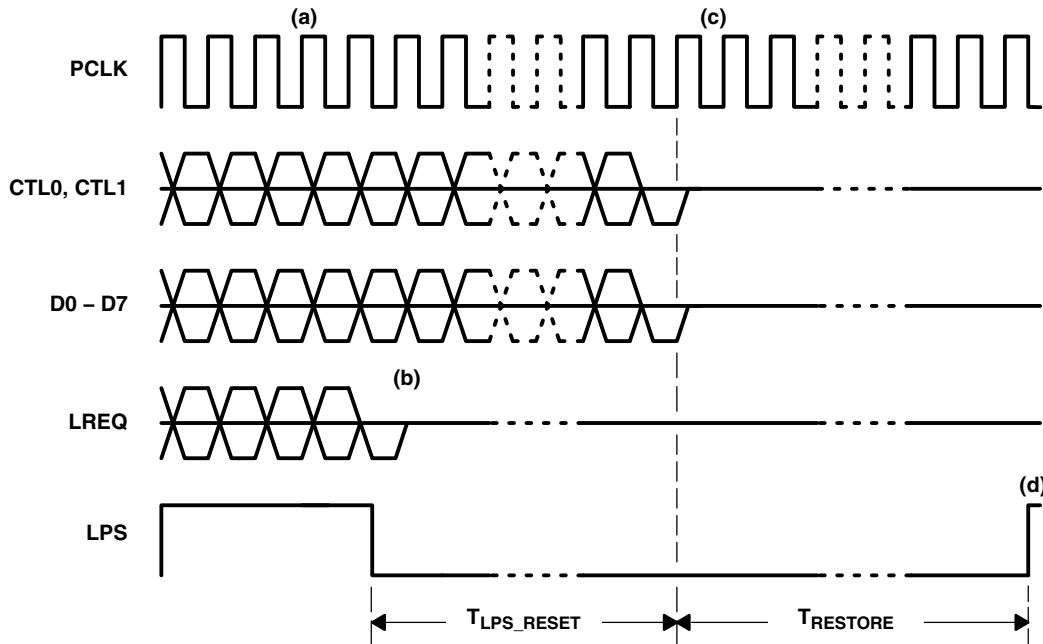 (a)
(c)
PCLK
CTL0, CTL1
D0 – D7
(b)
LREQ
(d)
LPS
TLPS_RESET
TRESTORE